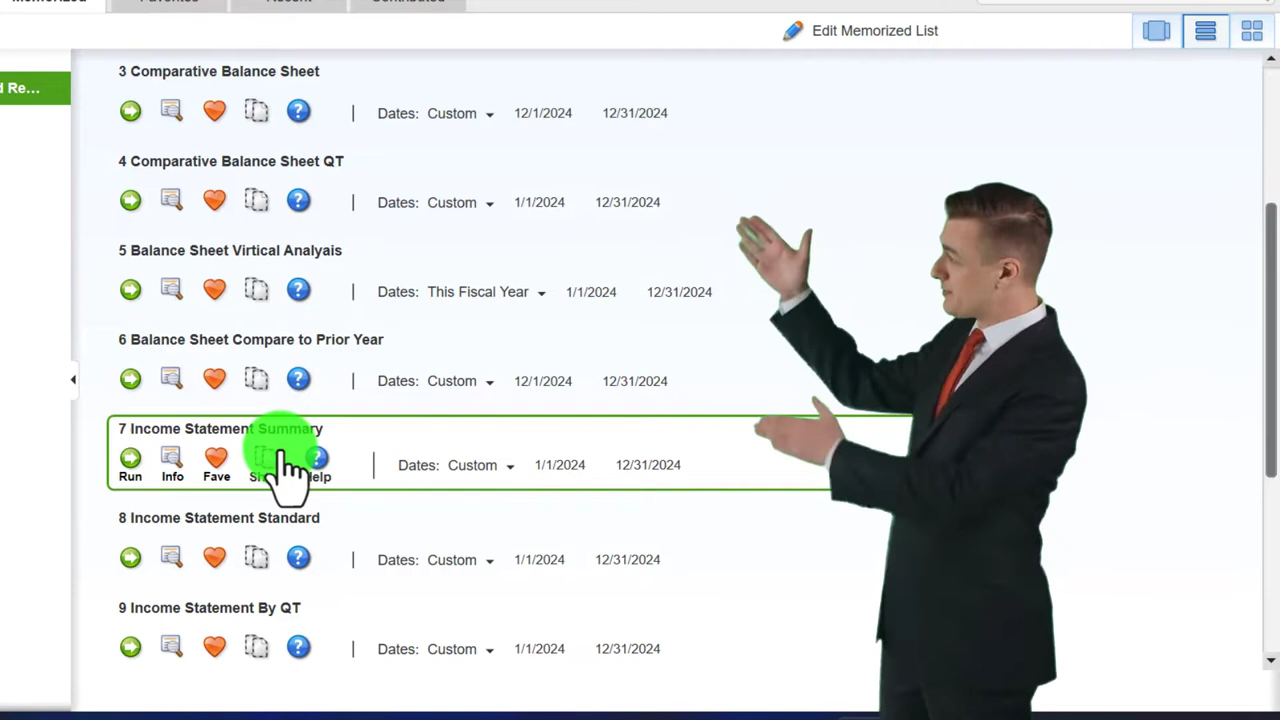 Edit Memorized List
d Re...
3 Comparative Balance Sheet
Dates: Custom 12/1/2024 12/31/2024
4 Comparative Balance Sheet QT
Dates: Custom 1/1/2024 12/31/2024
5 Balance Sheet Virtical Analyais
Dates: This Fiscal Year 1/1/2024 12/31/2024
6 Balance Sheet Compare to Prior Year
Dates: Custom 12/1/2024 12/31/2024
7 Income Statement Summary
Dates: Custom 1/1/2024 12/31/2024
Run Info Fave
8 Income Statement Standard
Dates: Custom 1/1/2024 12/31/2024
9 Income Statement By QT
Dates: Custom 1/1/2024 12/31/2024